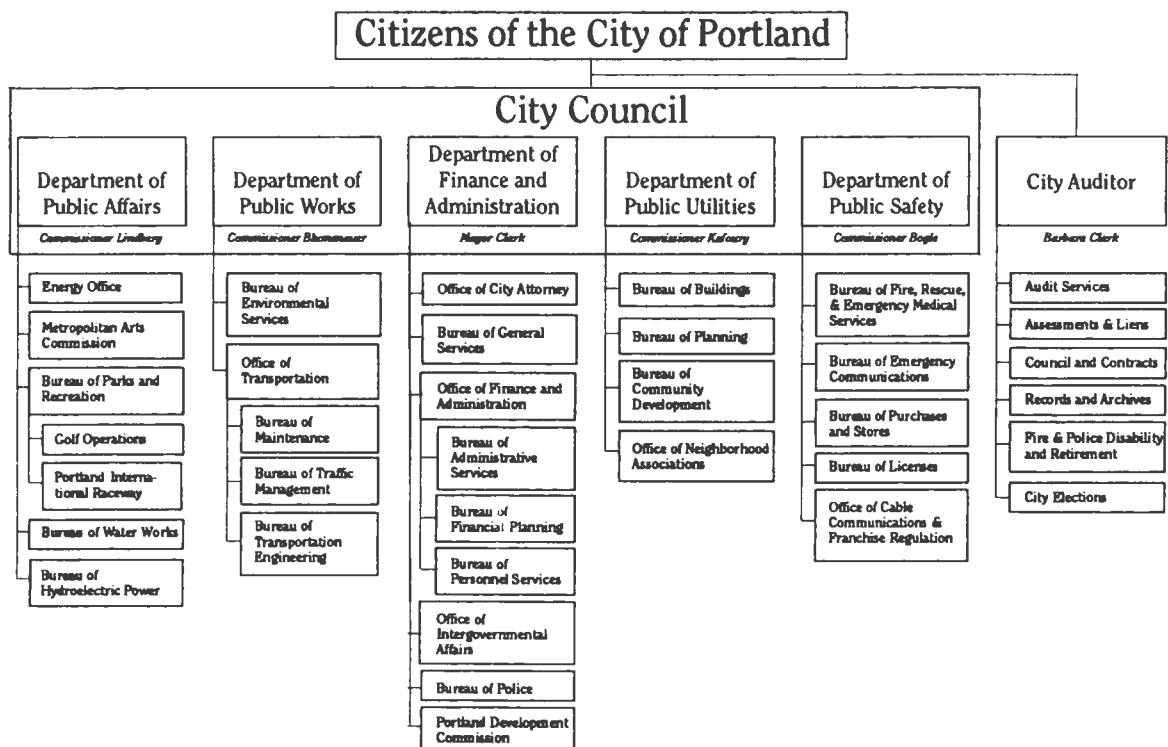 Citizens of the City of Portland
City Council
Department of
Public Affairs
Commissioner Lindberg
Energy Office
Metropolitan Arts
Commission
Bureau of Parks and
Recreation
Golf Operations
Portland Interna-
tional Raceway
Bureau of Water Works
Bureau of
Hydroelectric Power
Department of
Public Works
Commissioner Blumenauer
Bureau of
Environmental
Services
Office of
Transportation
Bureau of
Maintenance
Bureau of Traffic
Management
Bureau of
Transportation
Engineering
Department of
Finance and
Administration
Mayor Clark
Office of City Attorney
Bureau of General
Services
Office of Finance and
Administration
Bureau of
Administrative
Services
Bureau of
Financial Planning
Bureau of
Personnel Services
Office of
Intergovernmental
Affairs
Bureau of Police
Portland Development
Commission
Department of
Public Utilities
Commissioner Kafoury
Bureau of Buildings
Bureau of Planning
Bureau of
Community
Development
Office of Neighborhood
Associations
Department of
Public Safety
Commissioner Bogle
Bureau of Fire, Rescue,
& Emergency Medical
Services
Bureau of Emergency
Communications
Bureau of Purchases
and Stores
Bureau of Licenses
Office of Cable
Communications &
Franchise Regulation
City Auditor
Barbara Clark
Audit Services
Assessments & Liens
Council and Contracts
Records and Archives
Fire & Police Disability
and Retirement
City Elections